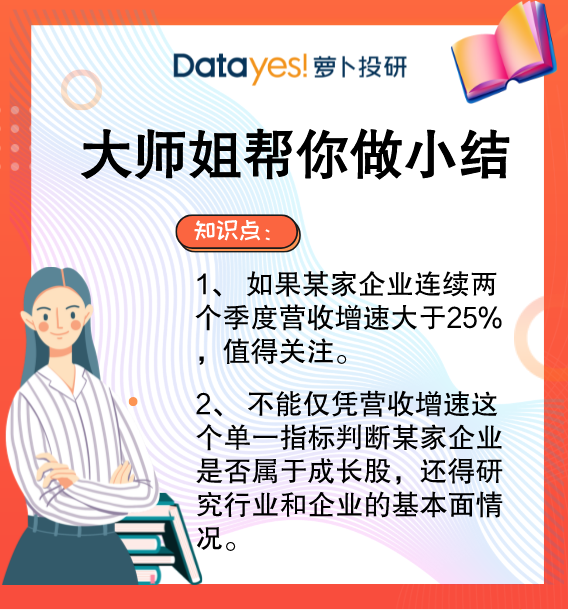 Datayes! 萝卜投研
大师姐帮你做小结
知识点：
1、 如果某家企业连续两
个季度营收增速大于25%
，值得关注。
2、 不能仅凭营收增速这
个单一指标判断某家企业
是否属于成长股，还得研
究行业和企业的基本面情
况。